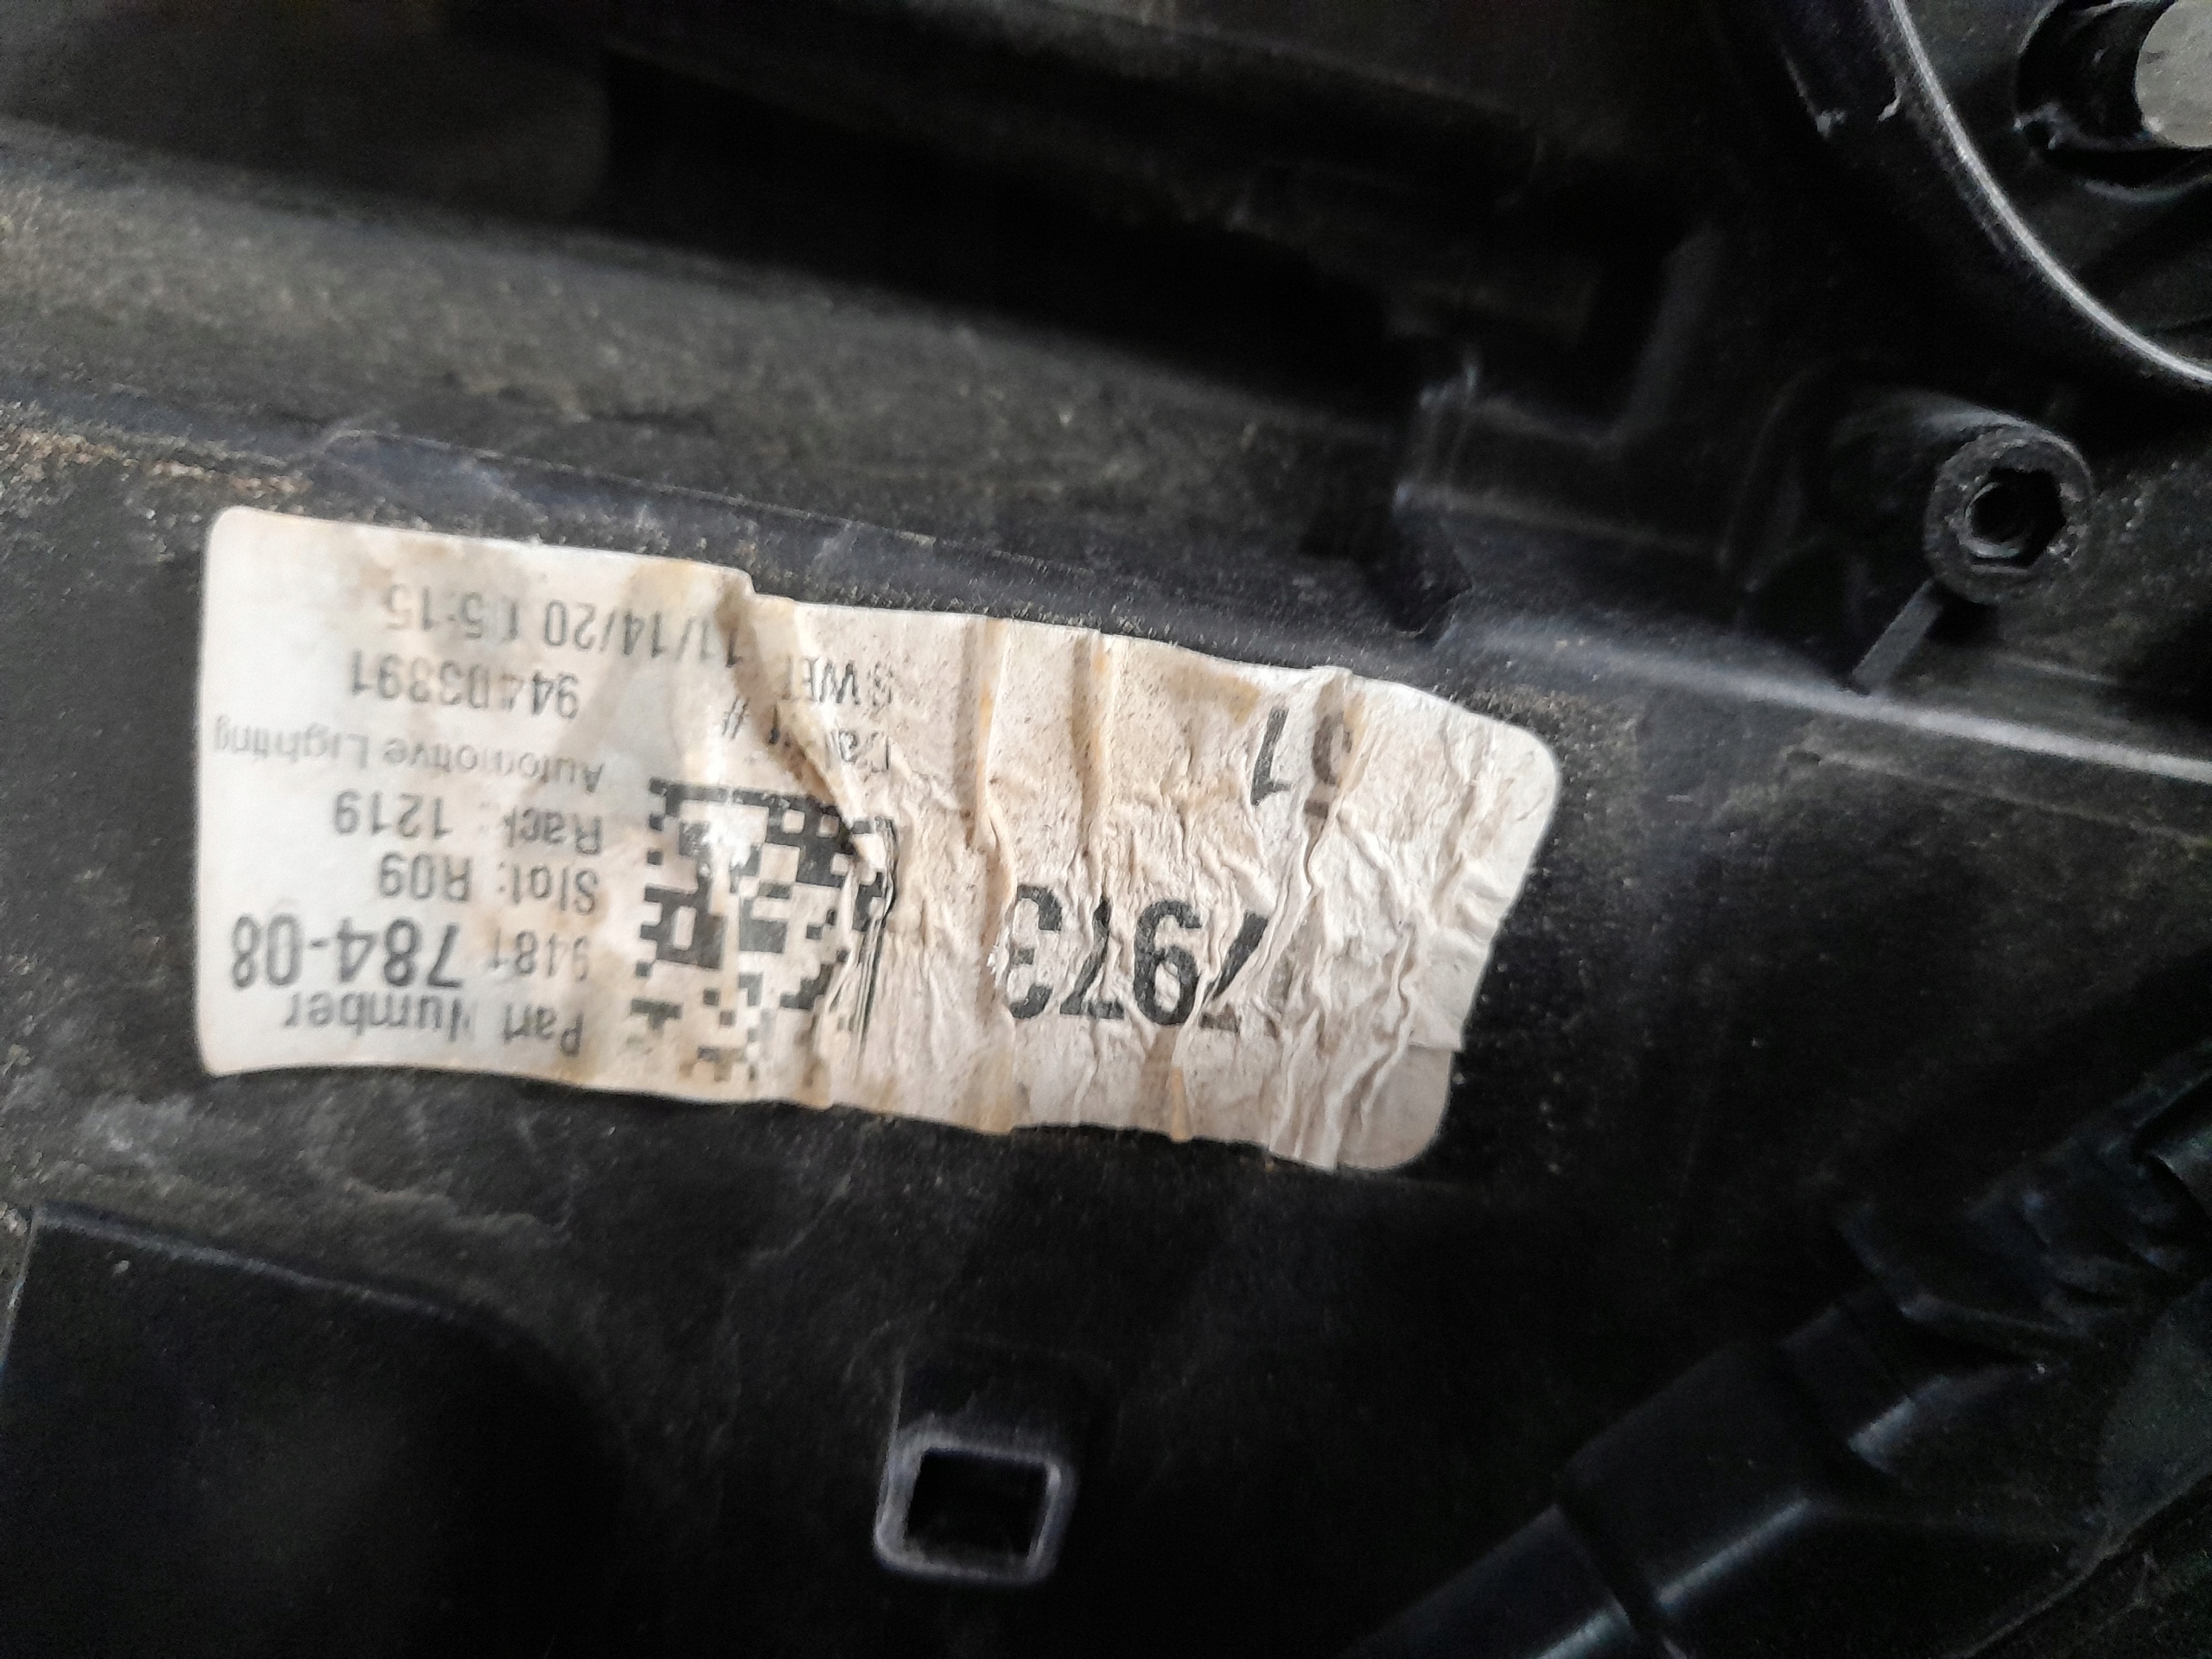 Part Number
784-08
Slot: R09
Rack: 1219
Automotive Lighting
94403391
11/14/20 15:15
7973